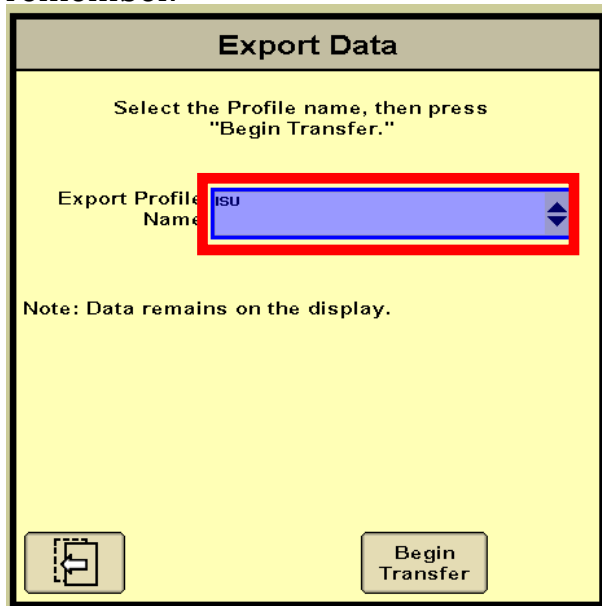 remember.
Export Data
Select the Profile name, then press
"Begin Transfer."
Export Profile
Name
ISU
Note: Data remains on the display.
Begin
Transfer